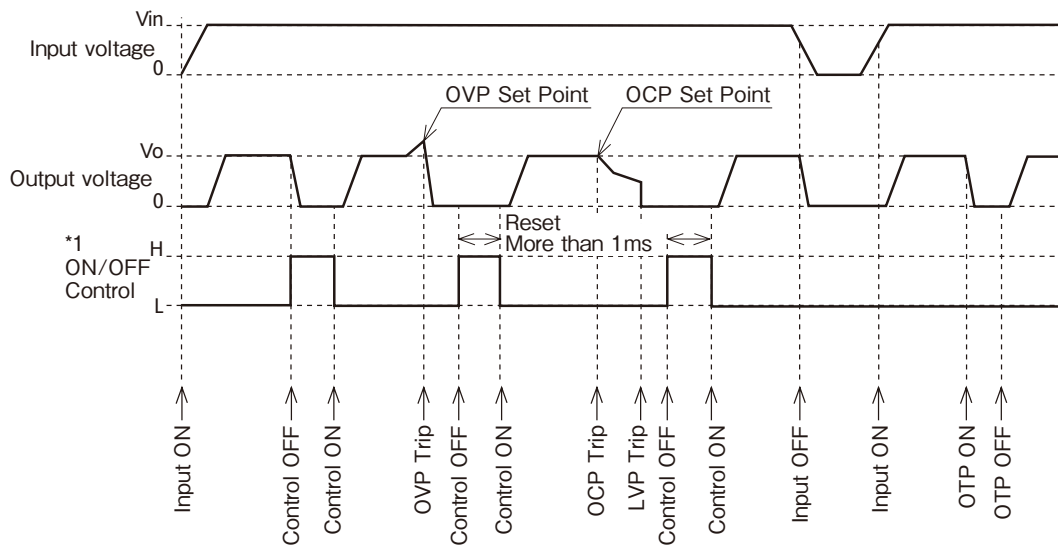 Vin
Input voltage
0
OVP Set Point
OCP Set Point
Vo
Output voltage
0
Reset
More than 1ms
*1
ON/OFF
Control
H
L
Input ON
Control OFF
Control ON
OVP Trip
Control OFF
Control ON
OCP Trip
LVP Trip
Control OFF
Control ON
Input OFF
Input ON
OTP ON
OTP OFF